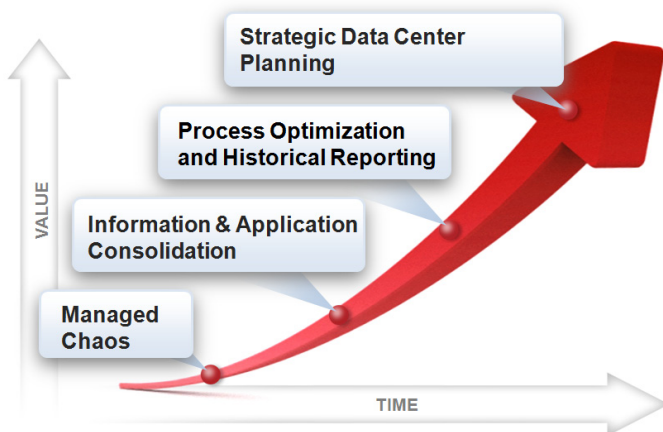 Strategic Data Center
Planning
Process Optimization
and Historical Reporting
Information & Application
Consolidation
Managed
Chaos
VALUE
TIME